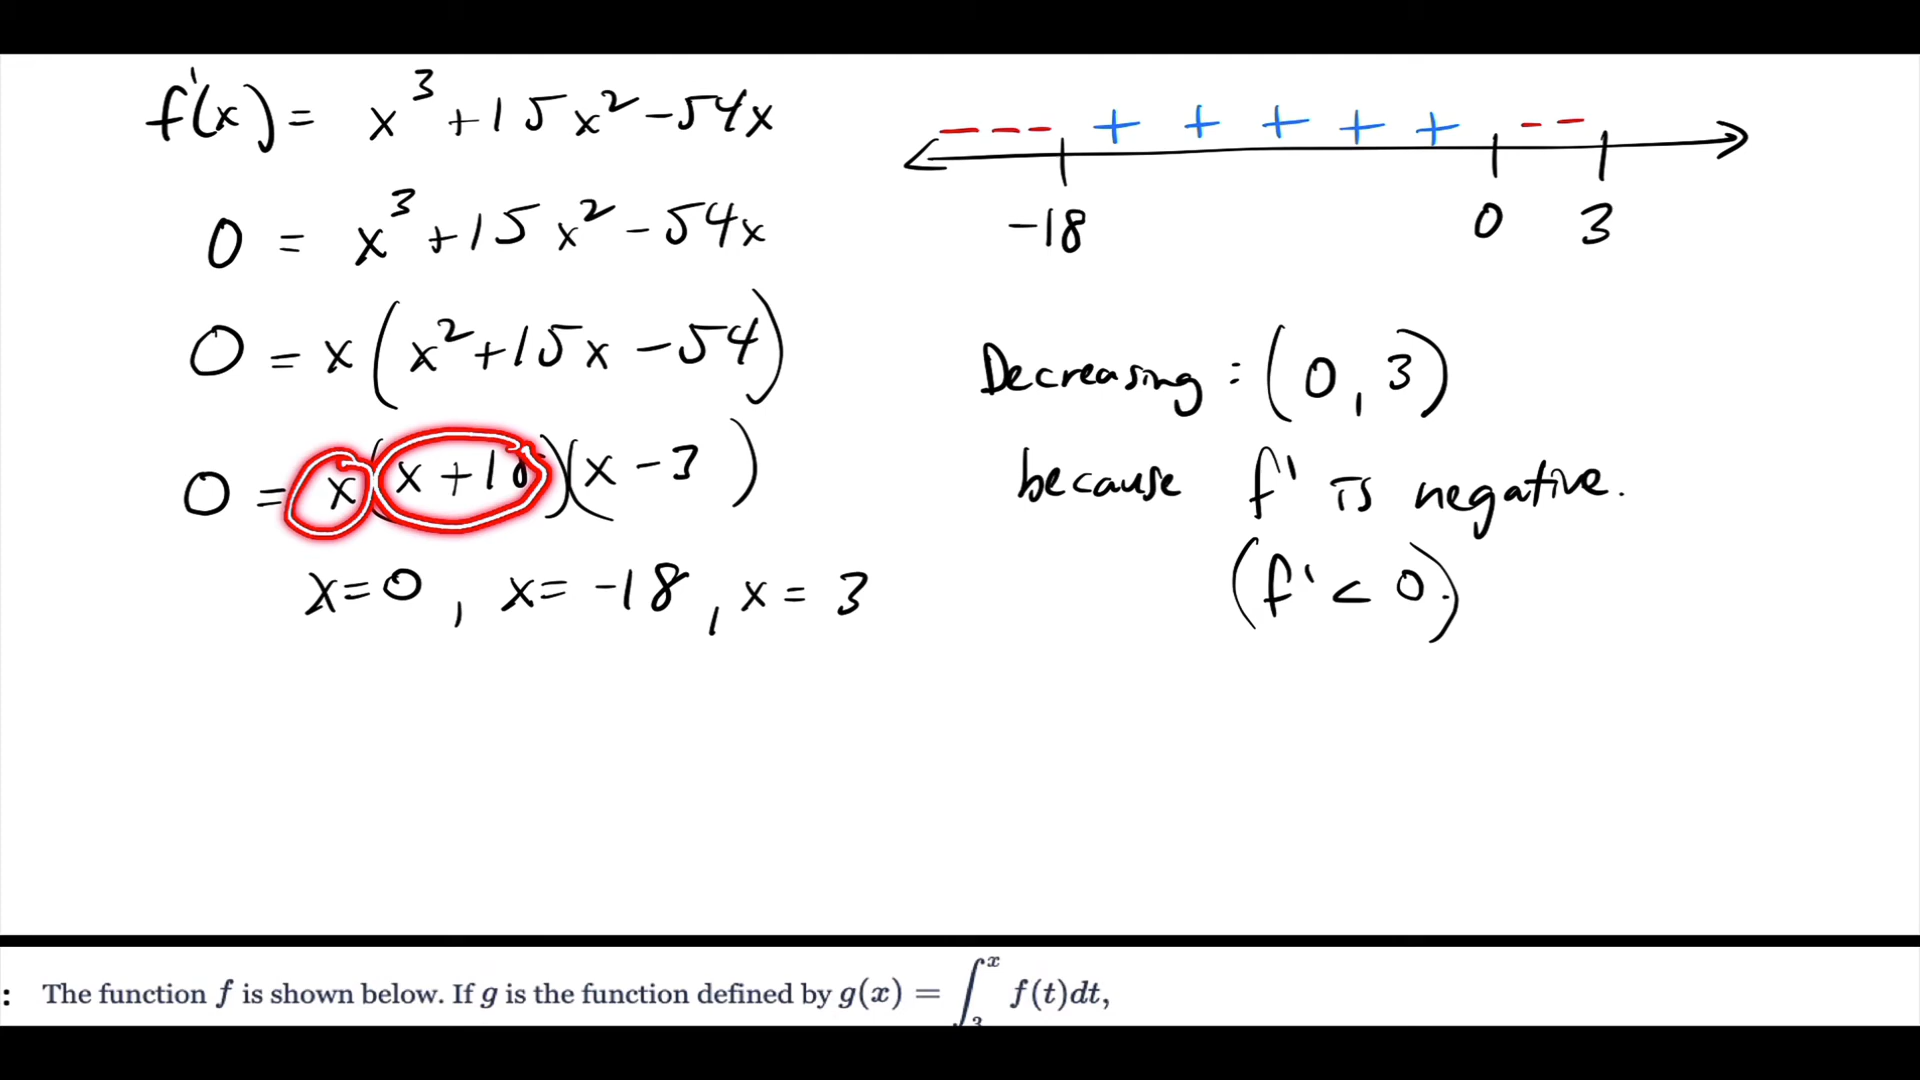 f'(x) = x³ + 15x² - 54x
0 = x³ + 15x² - 54x
0 = x(x² + 15x - 54)
0 = x(x + 18)(x - 3)
x = 0, x = -18, x = 3
- - - + + + + + - -
-18 0 3
Decreasing: (0, 3)
because f' is negative.
(f' < 0.)
: The function f is shown below. If g is the function defined by g(x) = ∫₃ˣ f(t)dt,